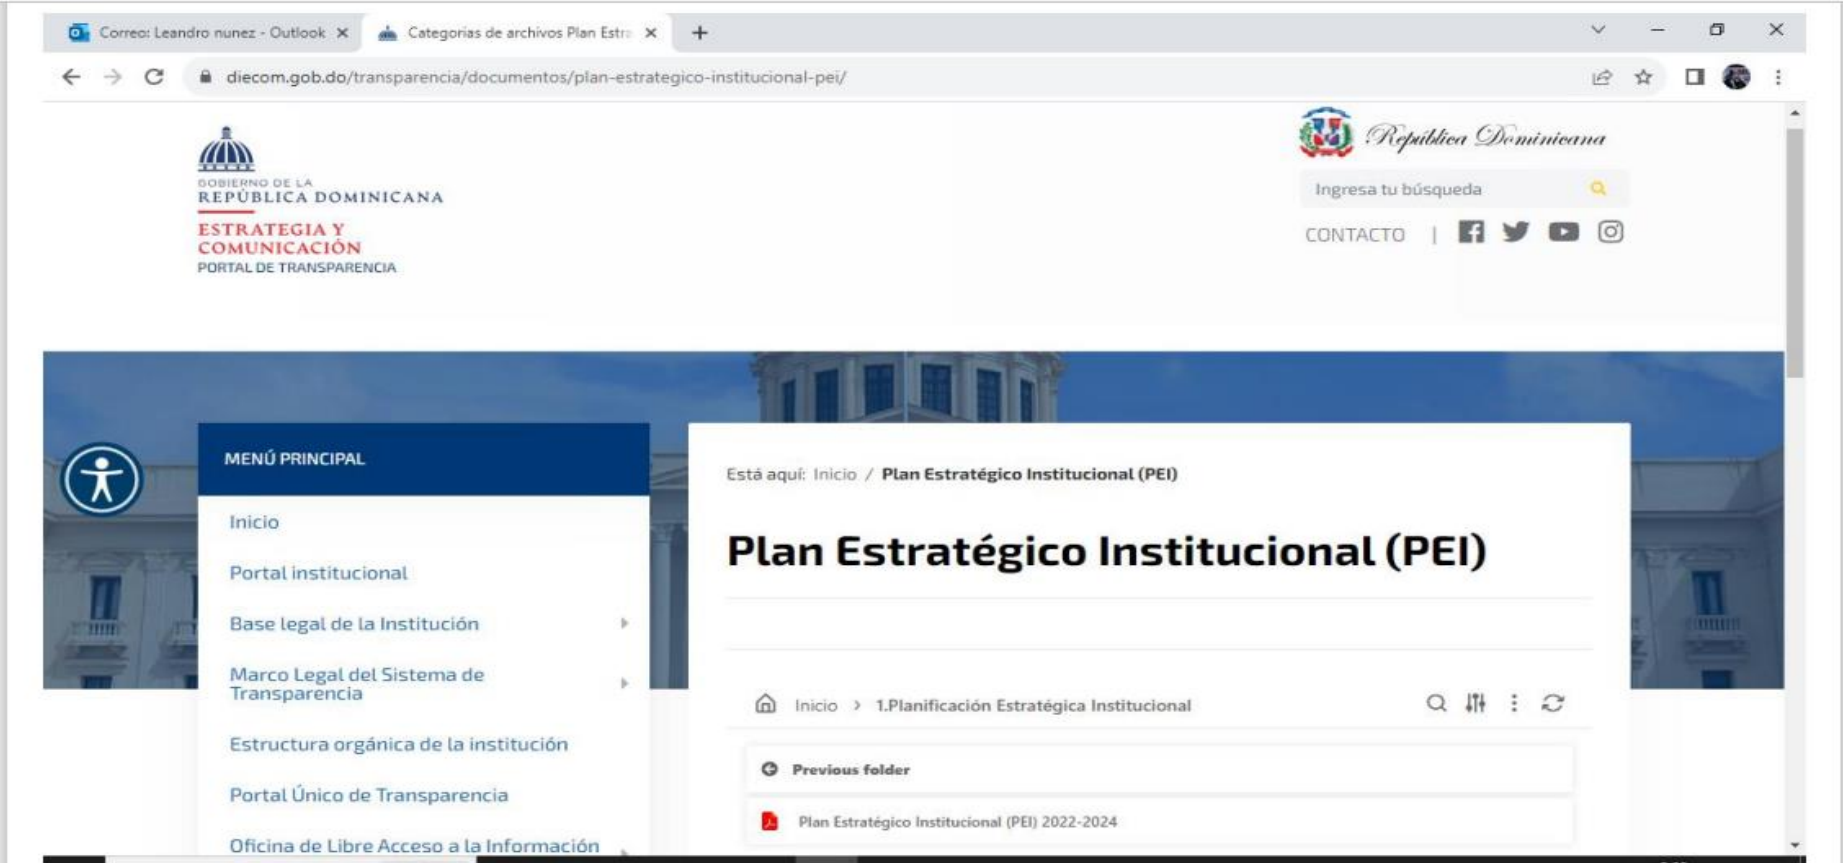 Correo: Leandro nunez - Outlook
Categorias de archivos Plan Estra
diecom.gob.do/transparencia/documentos/plan-estrategico-institucional-pei/
GOBIERNO DE LA
REPÚBLICA DOMINICANA
ESTRATEGIA Y
COMUNICACIÓN
PORTAL DE TRANSPARENCIA
República Dominicana
Ingresa tu búsqueda
CONTACTO |
MENÚ PRINCIPAL
Inicio
Portal institucional
Base legal de la Institución
Marco Legal del Sistema de
Transparencia
Estructura orgánica de la institución
Portal Único de Transparencia
Oficina de Libre Acceso a la Información
Está aquí: Inicio / Plan Estratégico Institucional (PEI)
Plan Estratégico Institucional (PEI)
Inicio > 1.Planificación Estratégica Institucional
Previous folder
Plan Estratégico Institucional (PEI) 2022-2024